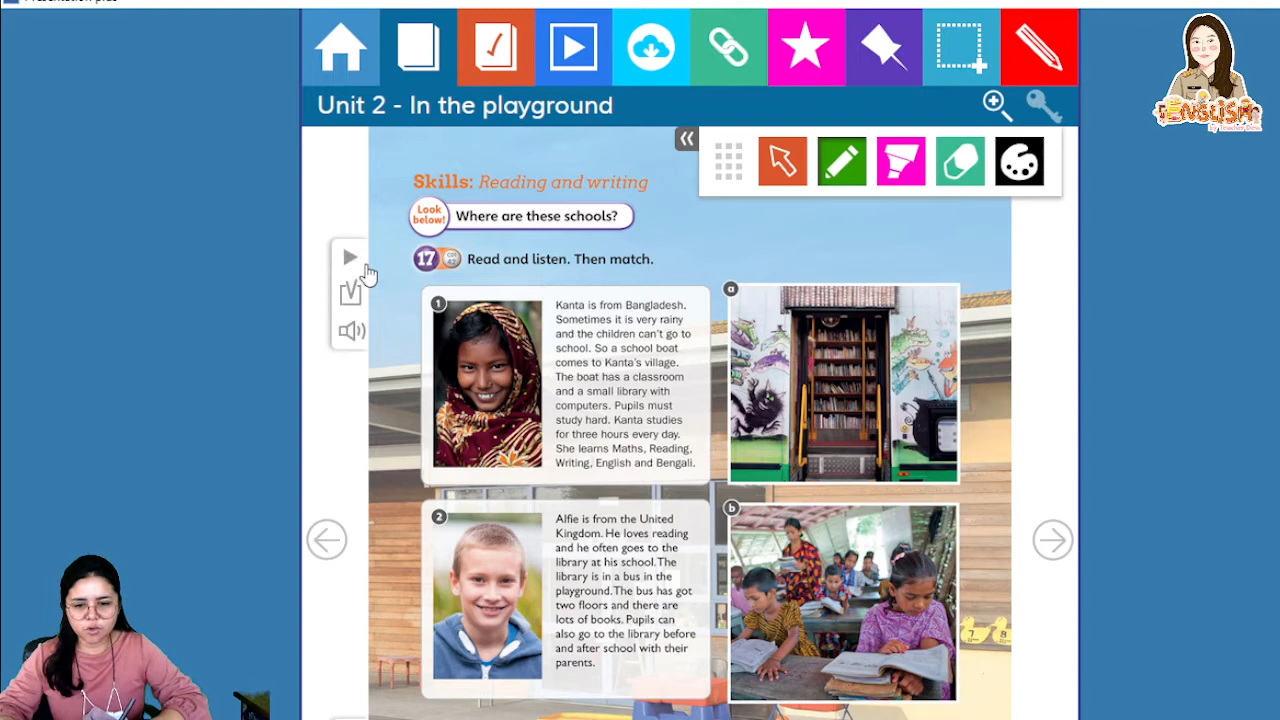 Unit 2 - In the playground
ENGLISH
Skills: Reading and writing
Look below!
Where are these schools?
17 Read and listen. Then match.
1
Kanta is from Bangladesh.
Sometimes it is very rainy
and the children can't go to
school. So a school boat
comes to Kanta's village.
The boat has a classroom
and a small library with
computers. Pupils must
study hard. Kanta studies
for three hours every day.
She learns Maths, Reading,
Writing, English and Bengali.
a
2
Alfie is from the United
Kingdom. He loves reading
and he often goes to the
library at his school. The
library is in a bus in the
playground. The bus has got
two floors and there are
lots of books. Pupils can
also go to the library before
and after school with their
parents.
b
7 8